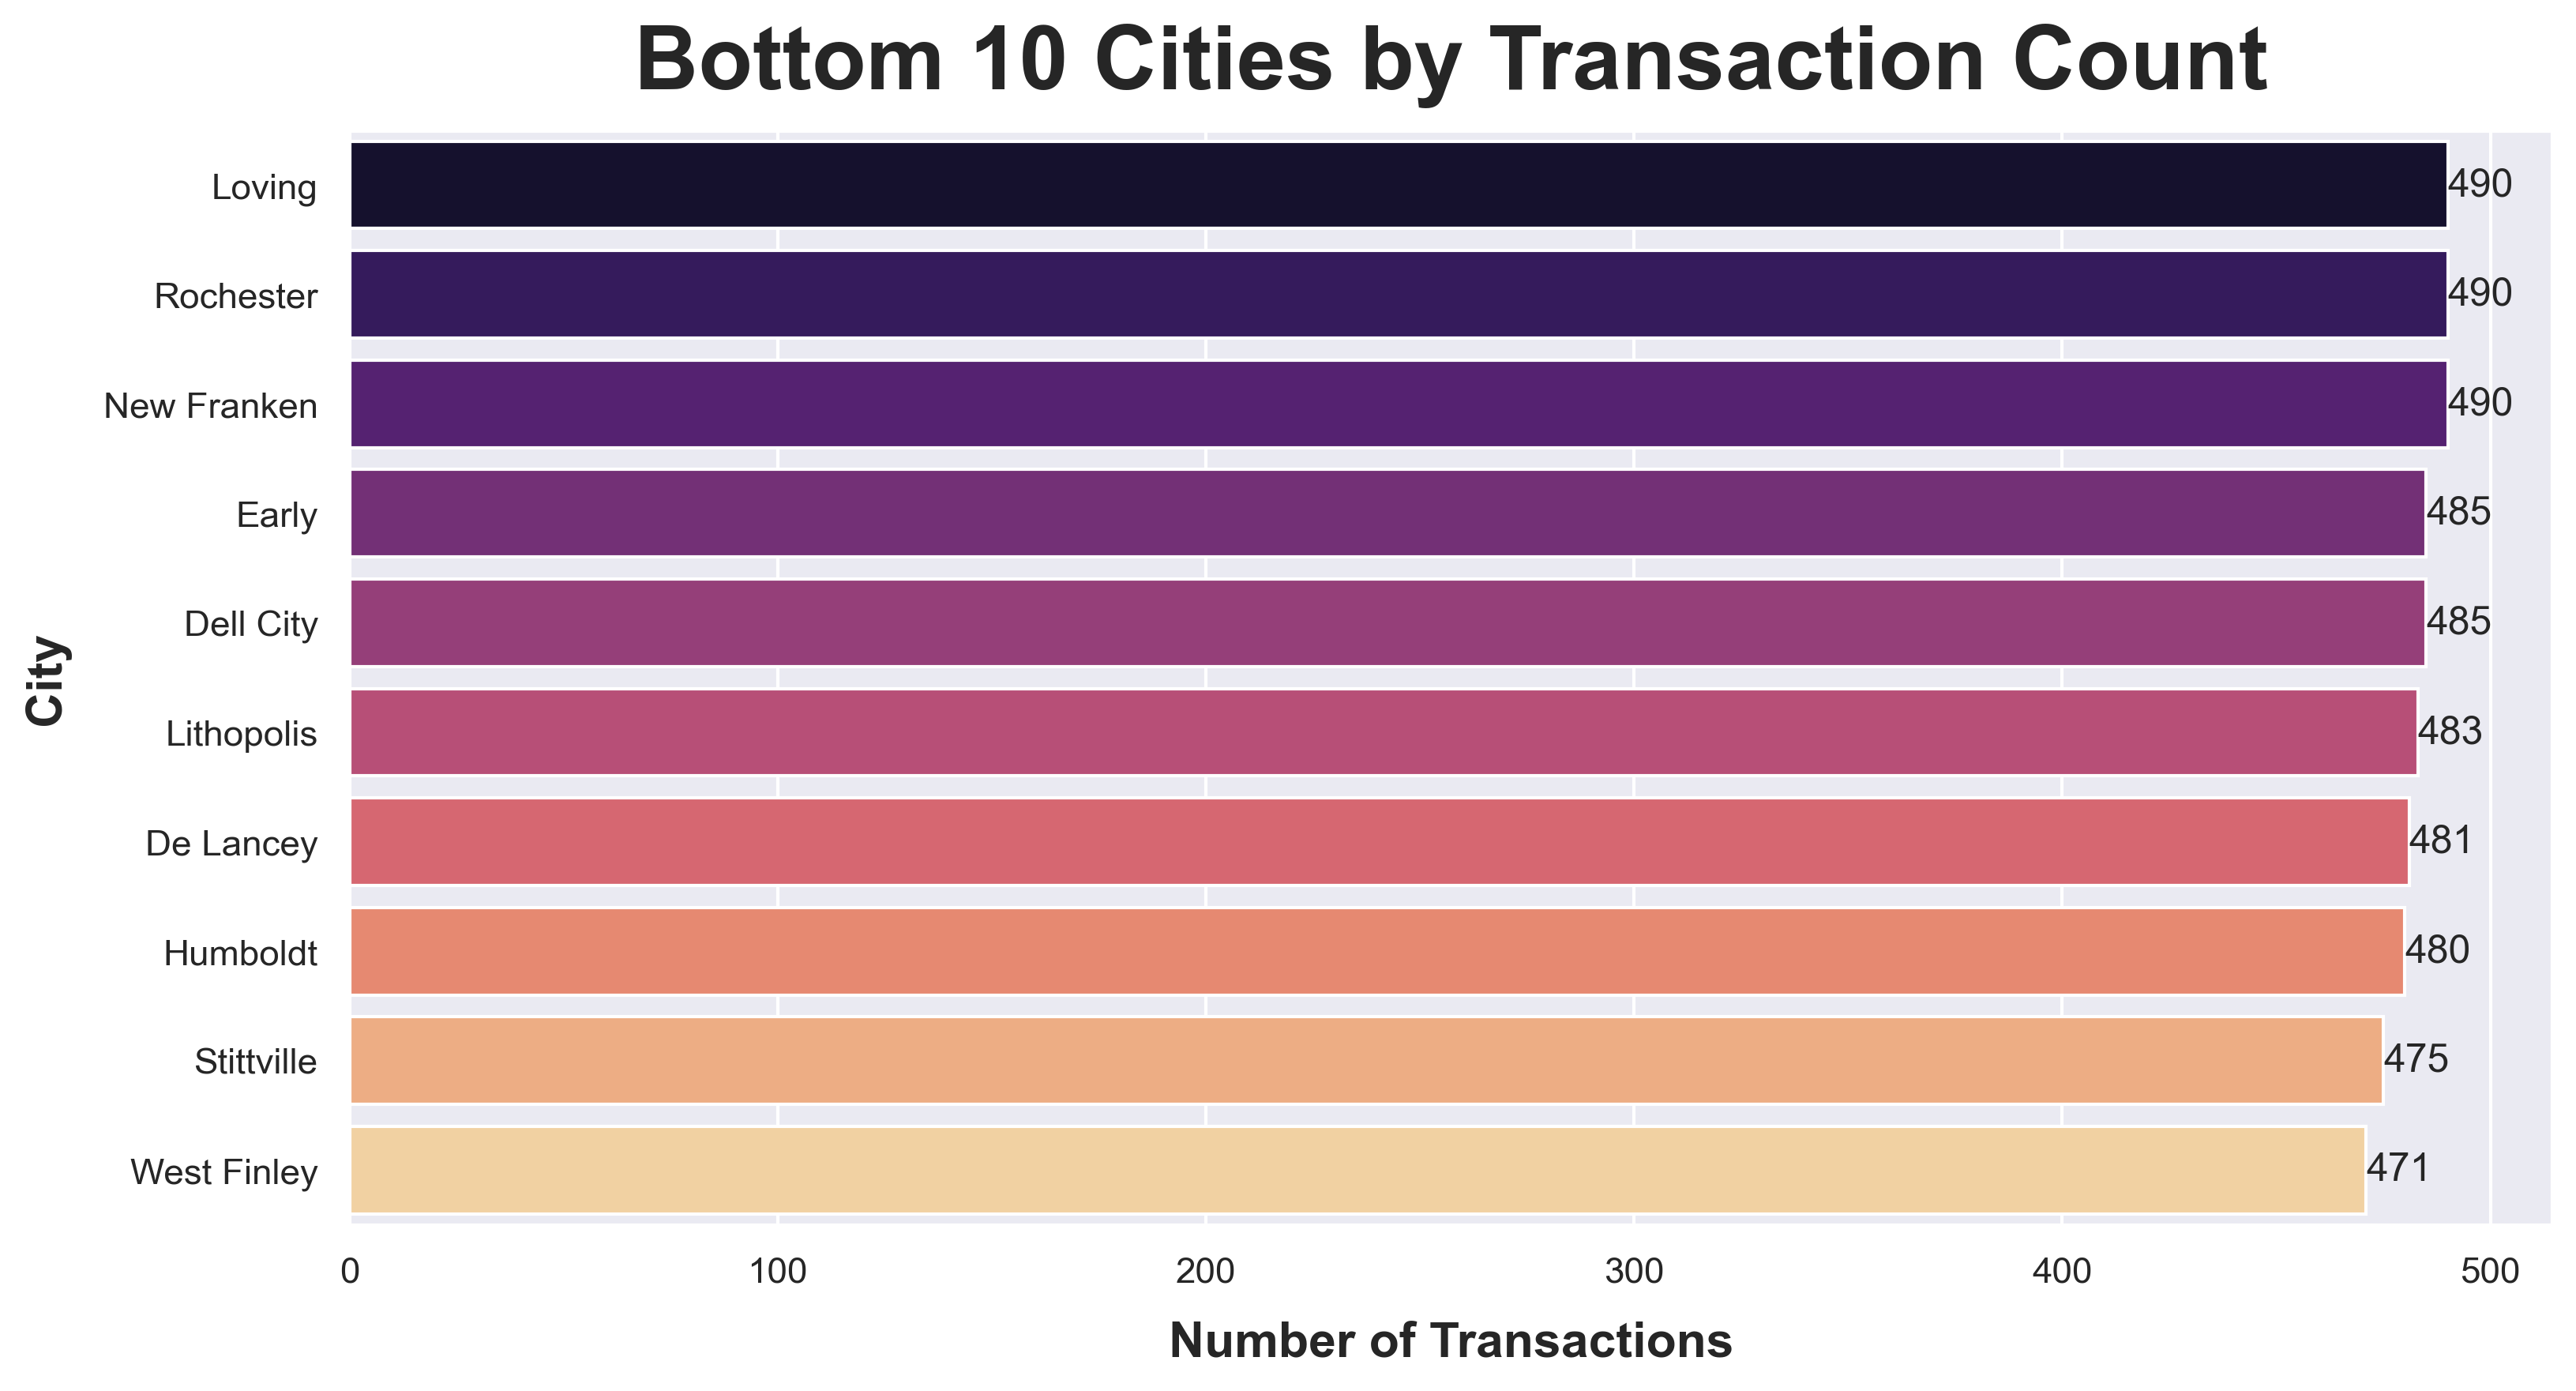 Bottom 10 Cities by Transaction Count
Loving 490
Rochester 490
New Franken 490
Early 485
Dell City 485
Lithopolis 483
De Lancey 481
Humboldt 480
Stittville 475
West Finley 471
City
0 100 200 300 400 500
Number of Transactions